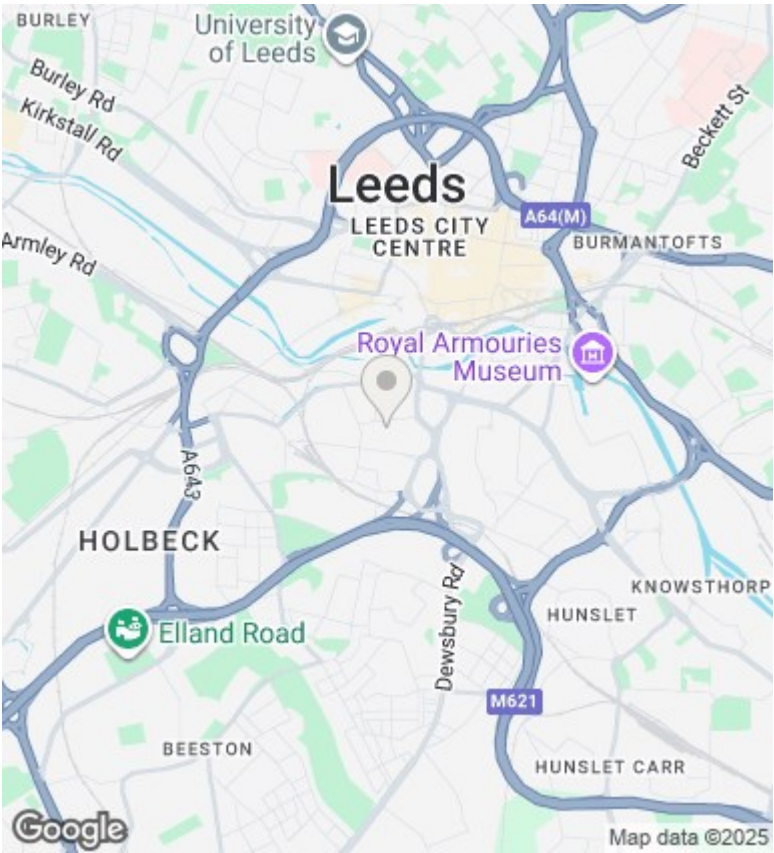 BURLEY
University
of Leeds
Burley Rd
Kirkstall Rd
Beckett St
Leeds
LEEDS CITY
CENTRE
A64(M)
BURMANTOFTS
Armley Rd
Royal Armouries
Museum
A643
HOLBECK
Dewsbury Rd
KNOWSTHORP
HUNSLET
Elland Road
M621
BEESTON
HUNSLET CARR
Google
Map data ©2025